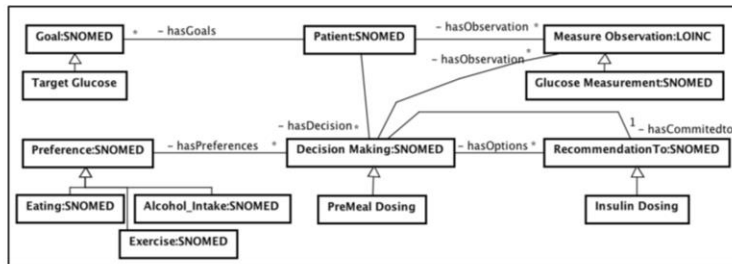 Goal:SNOMED * - hasGoals Patient:SNOMED - hasObservation * Measure Observation:LOINC
- hasObservation *
Target Glucose Glucose Measurement:SNOMED
- hasDecision * 1 - hasCommitedto
Preference:SNOMED - hasPreferences * Decision Making:SNOMED - hasOptions * RecommendationTo:SNOMED
Eating:SNOMED Alcohol_Intake:SNOMED PreMeal Dosing Insulin Dosing
Exercise:SNOMED